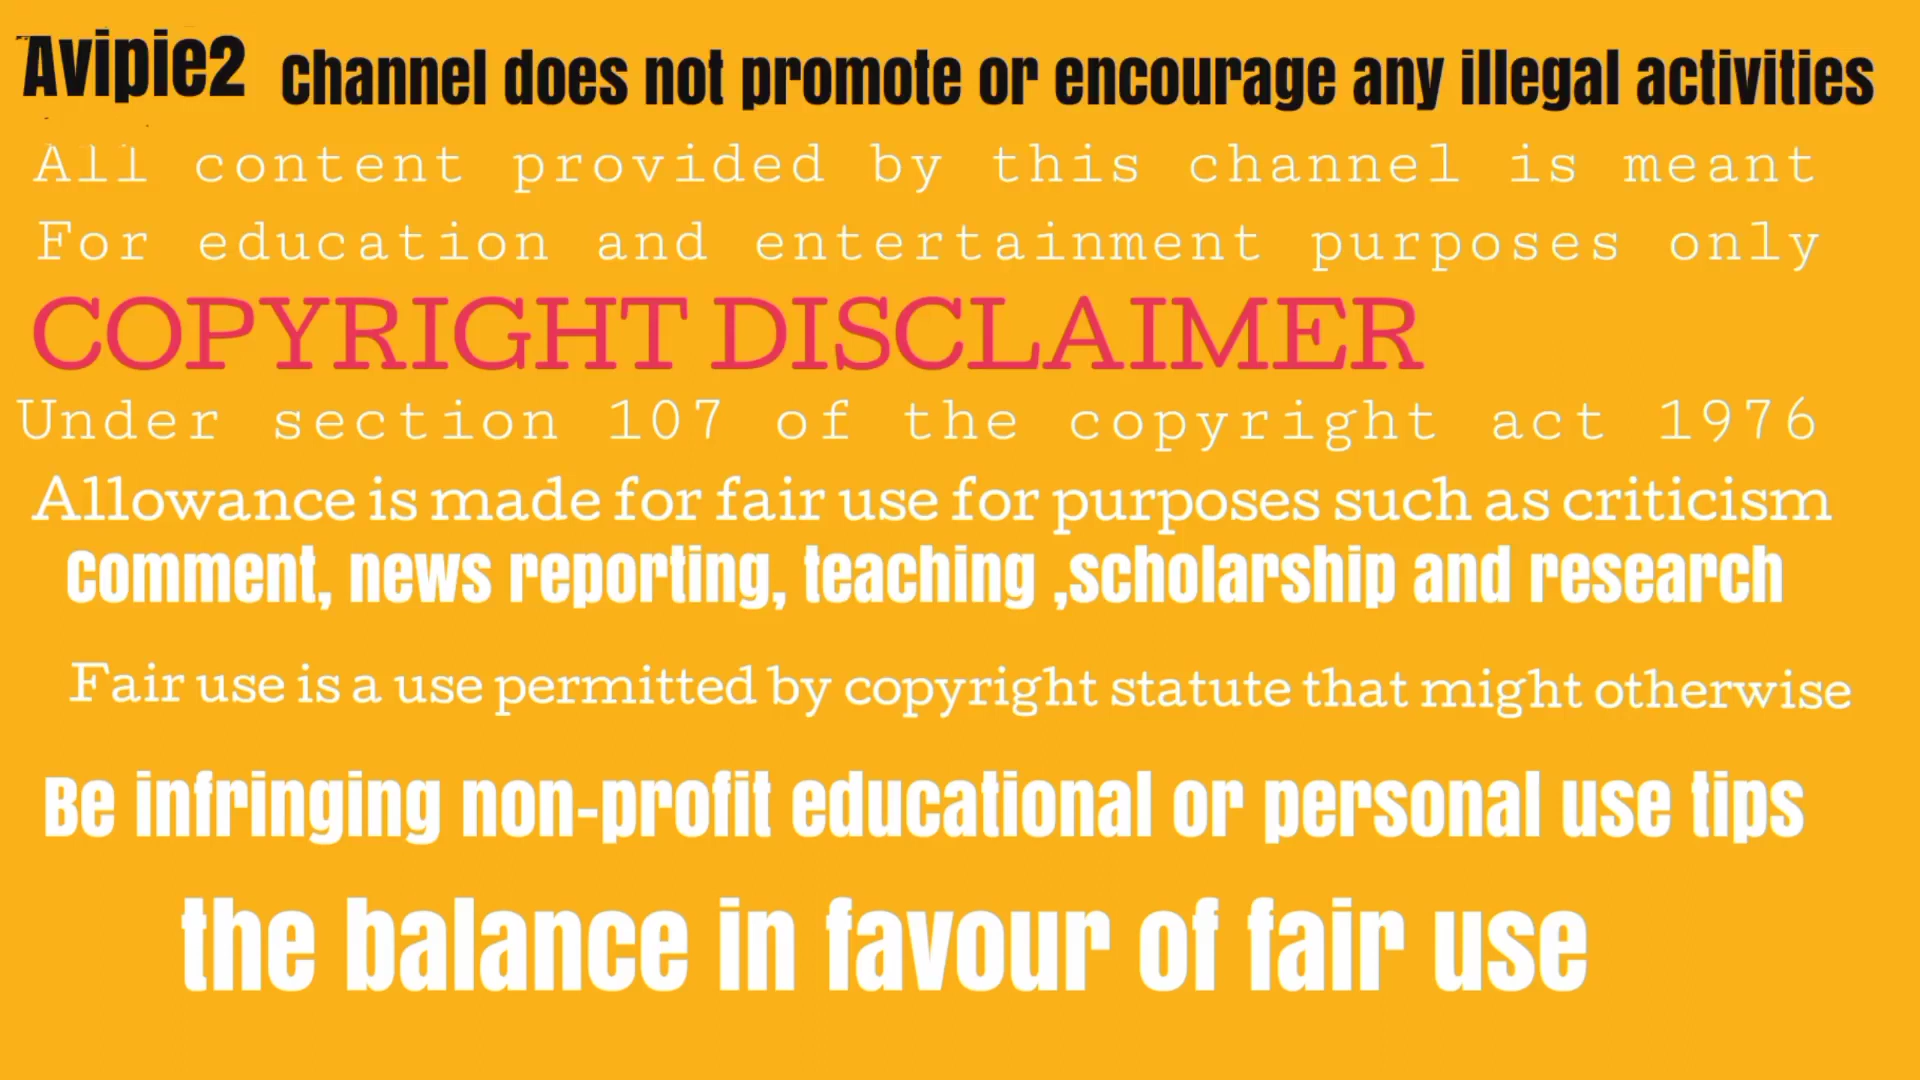 Avipie2 channel does not promote or encourage any illegal activities
All content provided by this channel is meant
For education and entertainment purposes only
COPYRIGHT DISCLAIMER
Under section 107 of the copyright act 1976
Allowance is made for fair use for purposes such as criticism
comment, news reporting, teaching ,scholarship and research
Fair use is a use permitted by copyright statute that might otherwise
Be infringing non-profit educational or personal use tips
the balance in favour of fair use